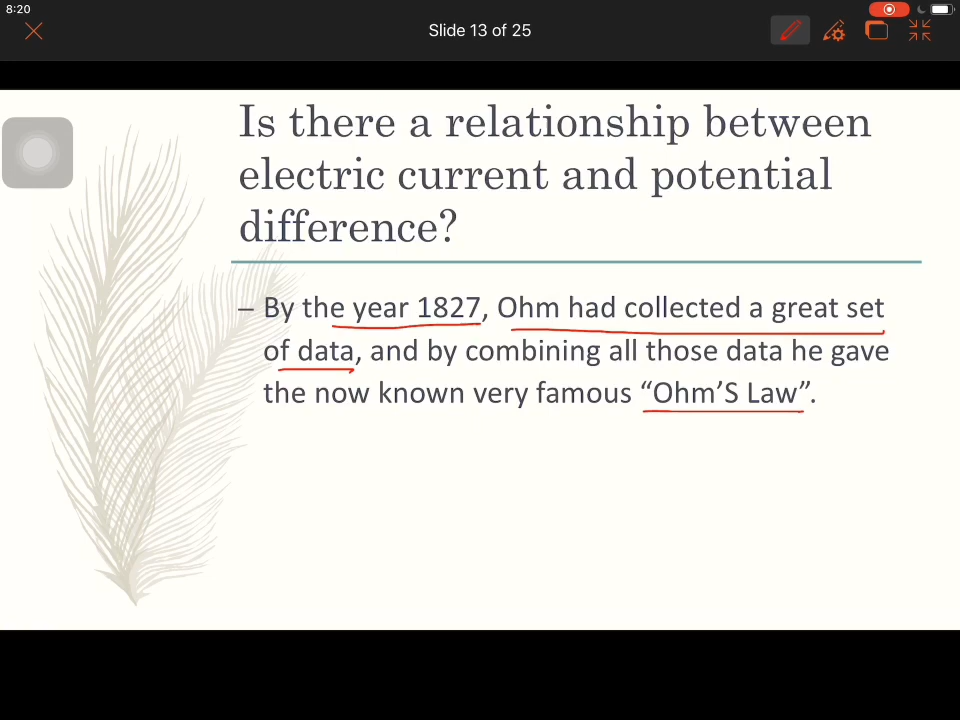 8:20
Slide 13 of 25
Is there a relationship between
electric current and potential
difference?
– By the year 1827, Ohm had collected a great set
of data, and by combining all those data he gave
the now known very famous “Ohm’S Law”.